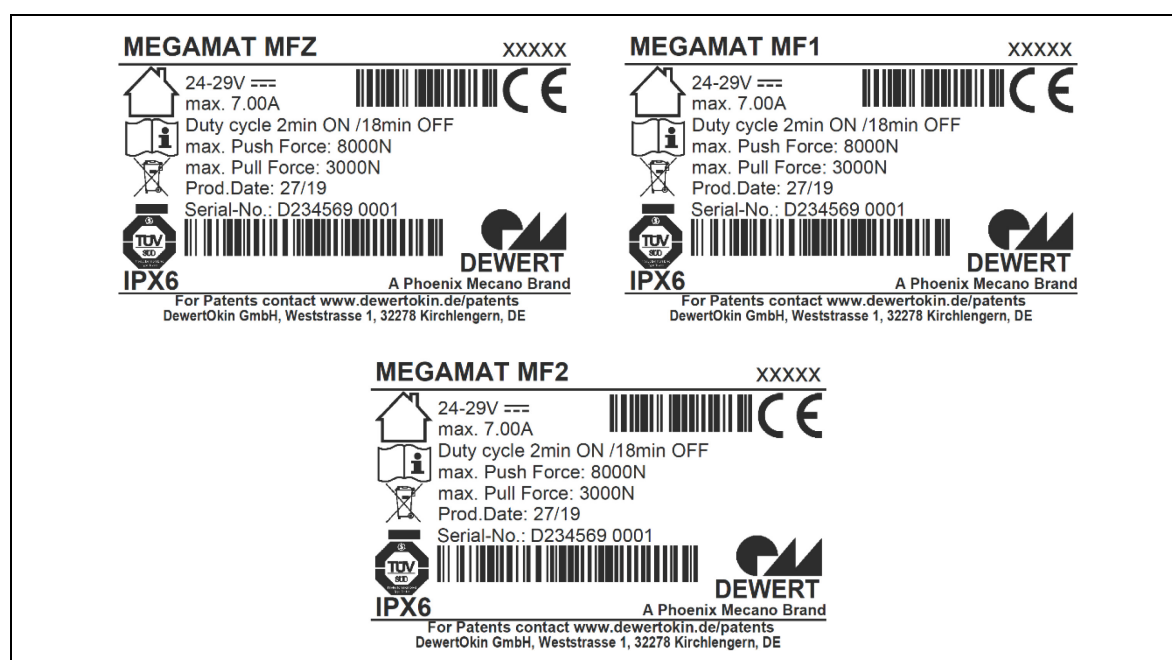 MEGAMAT MFZ XXXXX
24-29V
max. 7.00A
Duty cycle 2min ON /18min OFF
max. Push Force: 8000N
max. Pull Force: 3000N
Prod.Date: 27/19
Serial-No.: D234569 0001
TÜV
SÜD
IPX6
DEWERT
A Phoenix Mecano Brand
For Patents contact www.dewertokin.de/patents
DewertOkin GmbH, Weststrasse 1, 32278 Kirchlengern, DE
MEGAMAT MF1 XXXXX
24-29V
max. 7.00A
Duty cycle 2min ON /18min OFF
max. Push Force: 8000N
max. Pull Force: 3000N
Prod.Date: 27/19
Serial-No.: D234569 0001
TÜV
SÜD
IPX6
DEWERT
A Phoenix Mecano Brand
For Patents contact www.dewertokin.de/patents
DewertOkin GmbH, Weststrasse 1, 32278 Kirchlengern, DE
MEGAMAT MF2 XXXXX
24-29V
max. 7.00A
Duty cycle 2min ON /18min OFF
max. Push Force: 8000N
max. Pull Force: 3000N
Prod.Date: 27/19
Serial-No.: D234569 0001
TÜV
SÜD
IPX6
DEWERT
A Phoenix Mecano Brand
For Patents contact www.dewertokin.de/patents
DewertOkin GmbH, Weststrasse 1, 32278 Kirchlengern, DE